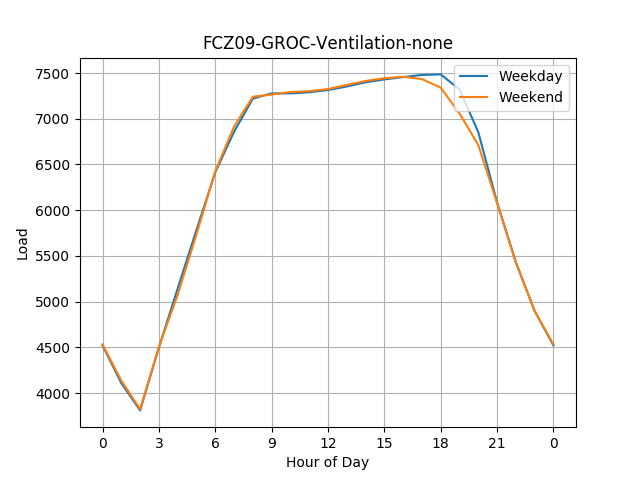 FCZ09-GROC-Ventilation-none
Weekday
Weekend
7500
7000
6500
6000
5500
5000
4500
4000
Load
0 3 6 9 12 15 18 21 0
Hour of Day